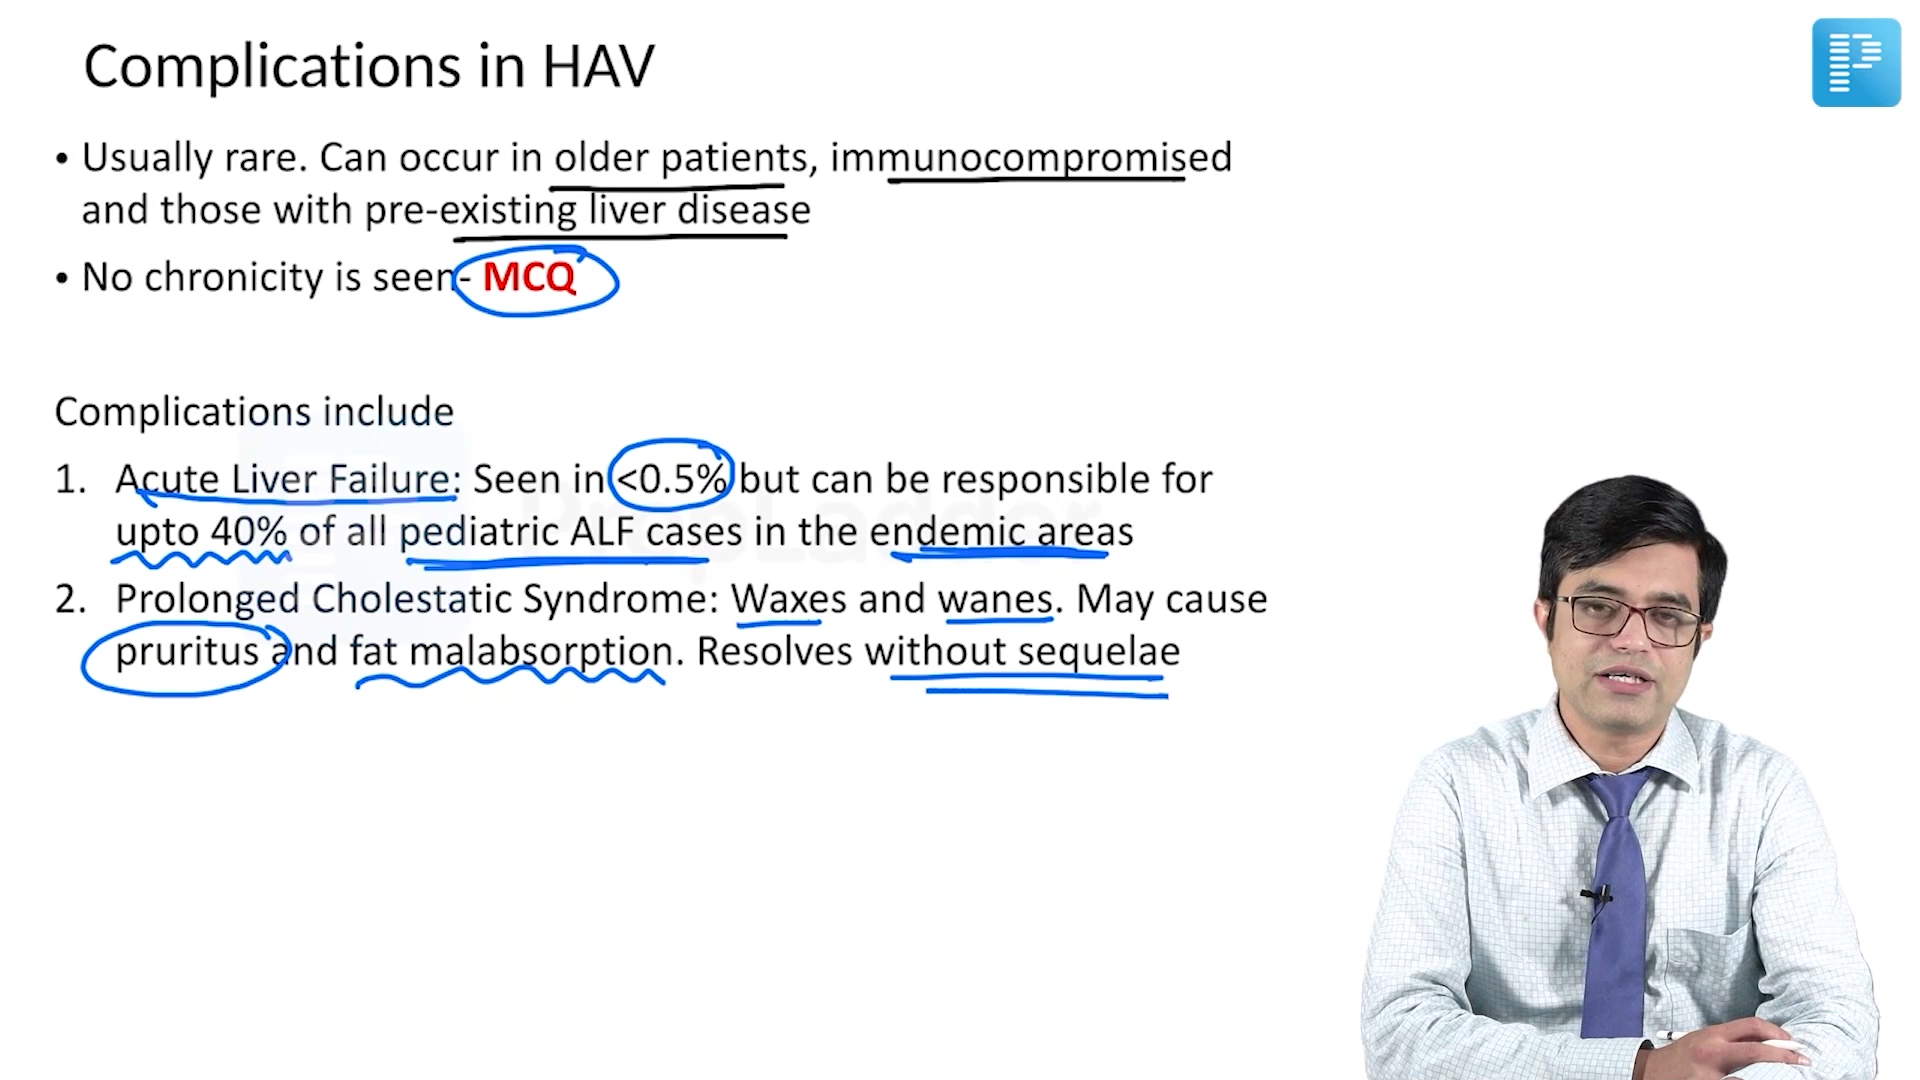 Complications in HAV
• Usually rare. Can occur in older patients, immunocompromised
and those with pre-existing liver disease
• No chronicity is seen- MCQ
Complications include
1. Acute Liver Failure: Seen in <0.5% but can be responsible for
upto 40% of all pediatric ALF cases in the endemic areas
2. Prolonged Cholestatic Syndrome: Waxes and wanes. May cause
pruritus and fat malabsorption. Resolves without sequelae
PrepLadder